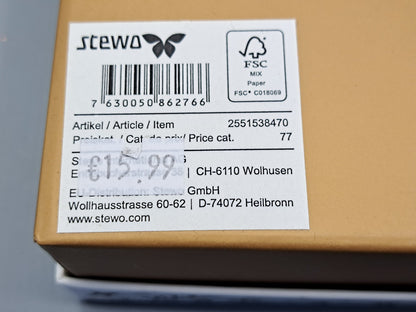 stewo
FSC
MIX
Paper
FSC® C018069
7 630050 862766
Artikel / Article / Item 2551538470
/ Cat. de prix/ Price cat. 77
€15,99
| CH-6110 Wolhusen
EU-Distribution: Stewo GmbH
Wollhausstrasse 60-62 | D-74072 Heilbronn
www.stewo.com